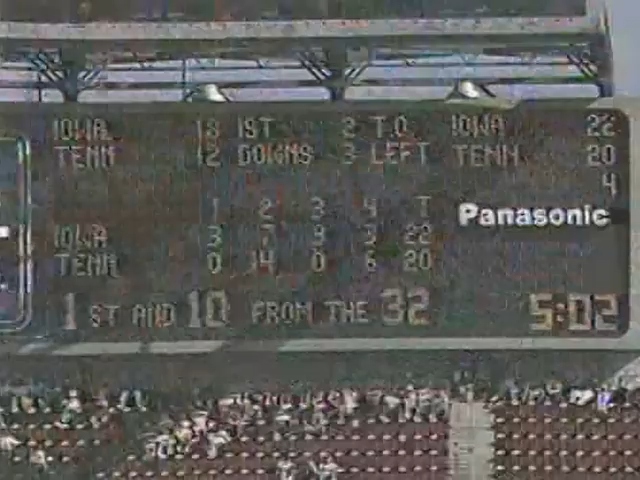 IOWA 18 1ST 2 T.O. IOWA 22
TENN 12 DOWNS 3 LEFT TENN 20
4
1 2 3 4 T
IOWA 3 7 9 3 22
TENN 0 14 0 6 20
Panasonic
1 ST AND 10 FROM THE 32 5:02